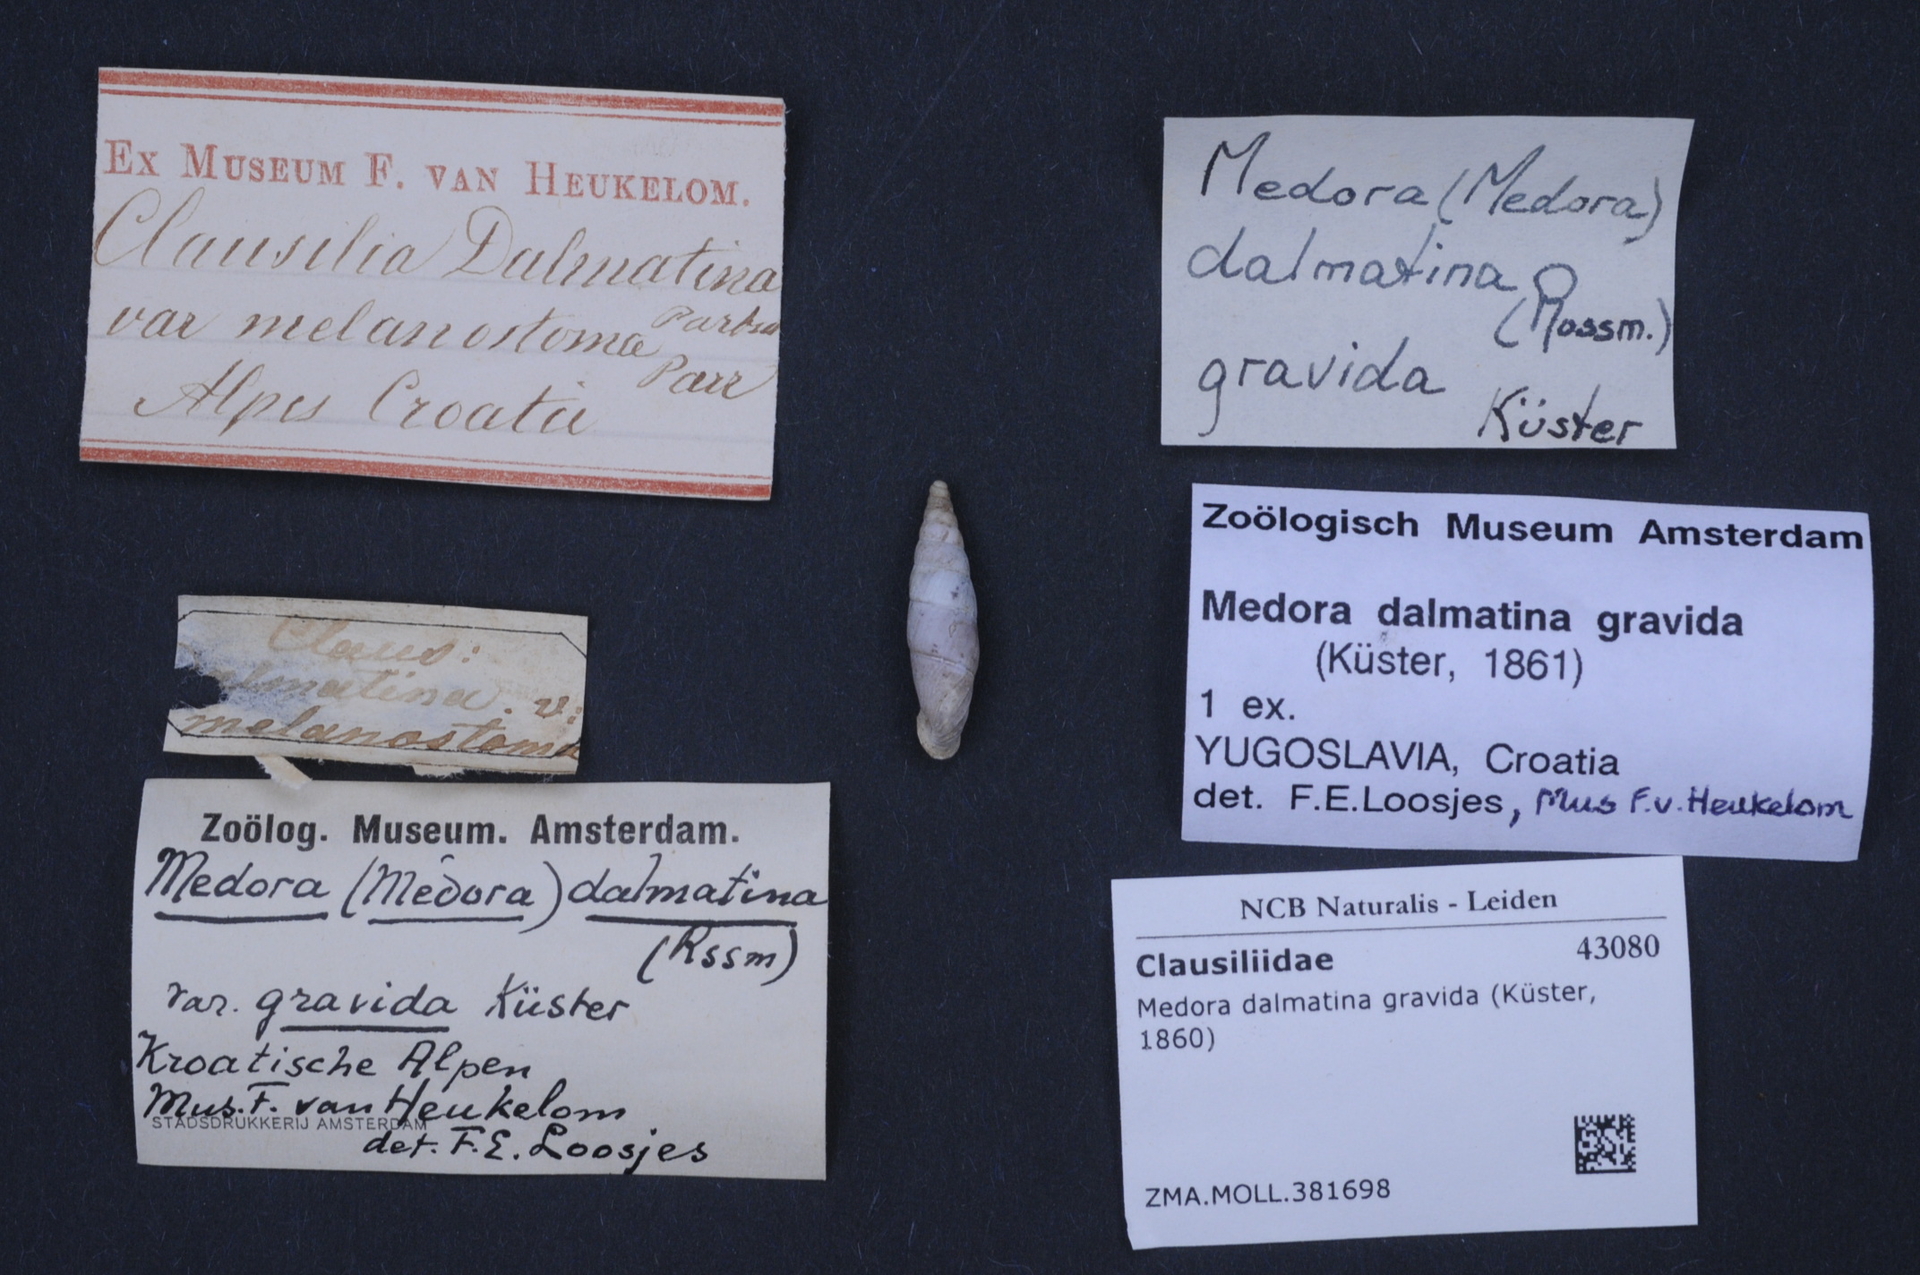 EX MUSEUM F. VAN HEUKELOM.
Clausilia Dalmatina
Partsch
var melanostoma
Parr
Alpes Croatie
Claus:
lmatina. v:
melanostoma
Zoölog. Museum. Amsterdam.
Medora (Medora) dalmatina
(Rssm)
var. gravida Küster
Kroatische Alpen
Mus. F. van Heukelom
STADSDRUKKERIJ AMSTERDAM
det. F.E. Loosjes
Medora (Medora)
dalmatina
(Rossm.)
gravida
Küster
Zoölogisch Museum Amsterdam
Medora dalmatina gravida
(Küster, 1861)
1 ex.
YUGOSLAVIA, Croatia
det. F.E.Loosjes, Mus F.v.Heukelom
NCB Naturalis - Leiden
Clausiliidae 43080
Medora dalmatina gravida (Küster,
1860)
ZMA.MOLL.381698